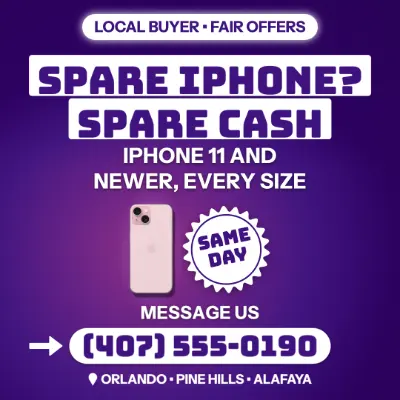 LOCAL BUYER • FAIR OFFERS
SPARE IPHONE?
SPARE CASH
IPHONE 11 AND
NEWER, EVERY SIZE
SAME
DAY
MESSAGE US
(407) 555-0190
ORLANDO • PINE HILLS • ALAFAYA